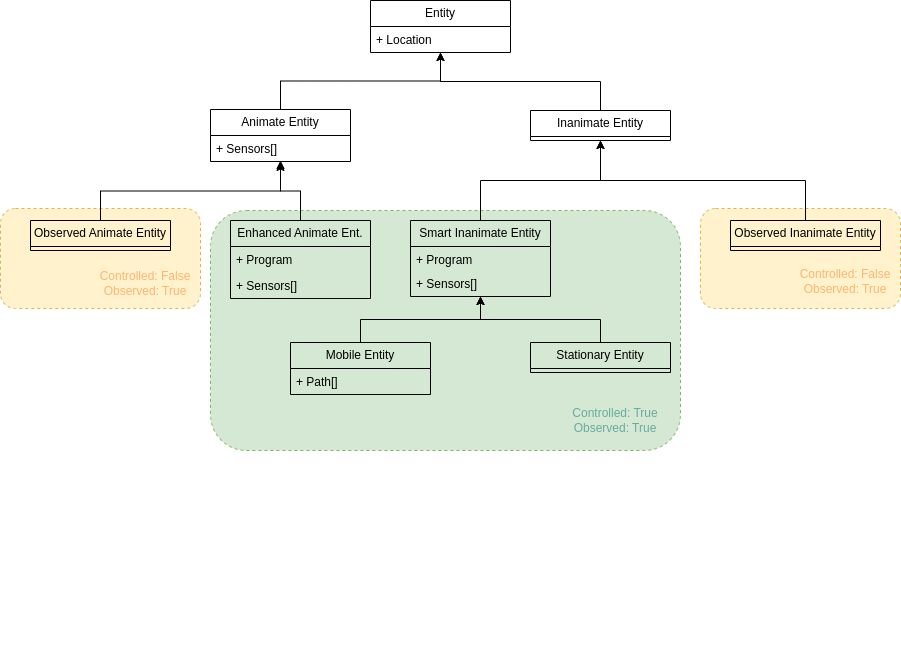 Entity
+ Location
Animate Entity
+ Sensors[]
Inanimate Entity
Observed Animate Entity
Controlled: False
Observed: True
Enhanced Animate Ent.
+ Program
+ Sensors[]
Smart Inanimate Entity
+ Program
+ Sensors[]
Observed Inanimate Entity
Controlled: False
Observed: True
Mobile Entity
+ Path[]
Stationary Entity
Controlled: True
Observed: True